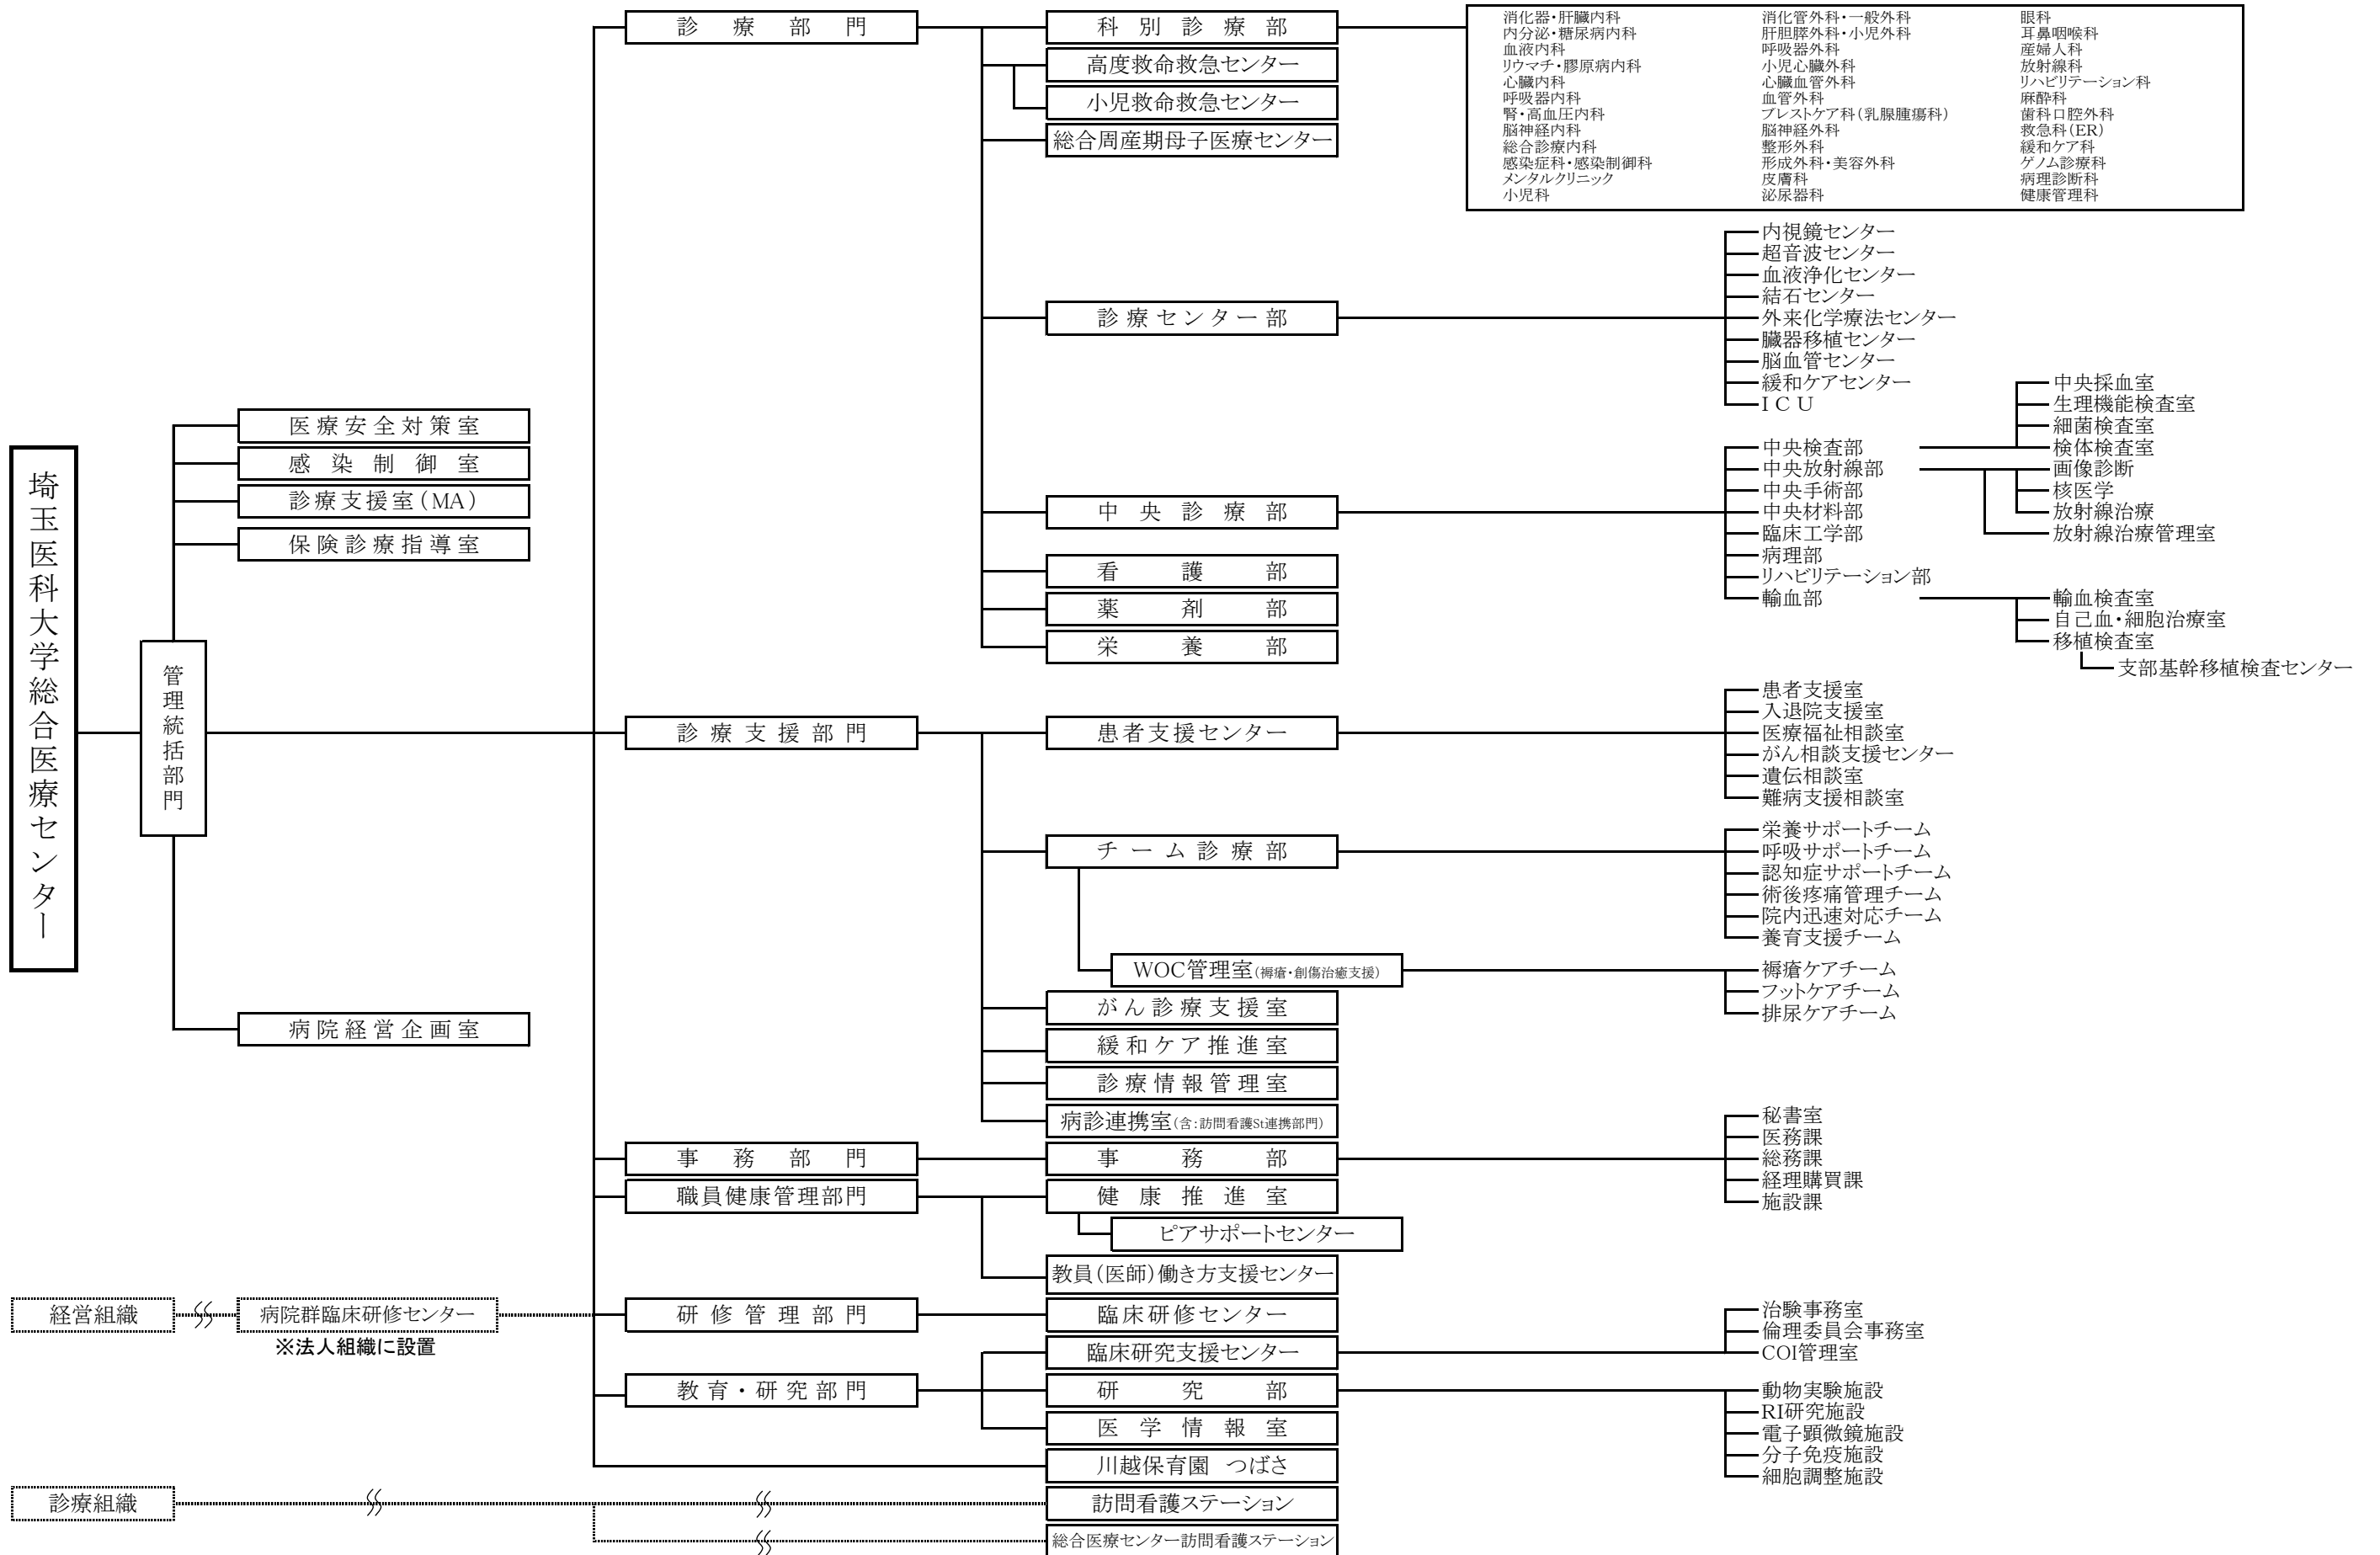 埼玉医科大学総合医療センター
管理統括部門
医療安全対策室
感染制御室
診療支援室（MA）
保険診療指導室
病院経営企画室
診療部門
科別診療部
消化器・肝臓内科
内分泌・糖尿病内科
血液内科
リウマチ・膠原病内科
心臓内科
呼吸器内科
腎・高血圧内科
脳神経内科
総合診療内科
感染症科・感染制御科
メンタルクリニック
小児科
消化管外科・一般外科
肝胆膵外科・小児外科
呼吸器外科
小児心臓外科
心臓血管外科
血管外科
ブレストケア科（乳腺腫瘍科）
脳神経外科
整形外科
形成外科・美容外科
皮膚科
泌尿器科
眼科
耳鼻咽喉科
産婦人科
放射線科
リハビリテーション科
麻酔科
歯科口腔外科
救急科（ER）
緩和ケア科
ゲノム診療科
病理診断科
健康管理科
高度救命救急センター
小児救命救急センター
総合周産期母子医療センター
診療センター部
内視鏡センター
超音波センター
血液浄化センター
結石センター
外来化学療法センター
臓器移植センター
脳血管センター
緩和ケアセンター
ＩＣＵ
中央診療部
中央検査部
中央採血室
生理機能検査室
細菌検査室
検体検査室
中央放射線部
画像診断
核医学
放射線治療
放射線治療管理室
中央手術部
中央材料部
臨床工学部
病理部
リハビリテーション部
輸血部
輸血検査室
自己血・細胞治療室
移植検査室
支部基幹移植検査センター
看護部
薬剤部
栄養部
診療支援部門
患者支援センター
患者支援室
入退院支援室
医療福祉相談室
がん相談支援センター
遺伝相談室
難病支援相談室
チーム診療部
栄養サポートチーム
呼吸サポートチーム
認知症サポートチーム
術後疼痛管理チーム
院内迅速対応チーム
養育支援チーム
WOC管理室（褥瘡・創傷治癒支援）
褥瘡ケアチーム
フットケアチーム
排尿ケアチーム
がん診療支援室
緩和ケア推進室
診療情報管理室
病診連携室（含：訪問看護St連携部門）
事務部門
事務部
秘書室
医務課
総務課
経理購買課
施設課
職員健康管理部門
健康推進室
ピアサポートセンター
教員（医師）働き方支援センター
経営組織
病院群臨床研修センター
※法人組織に設置
研修管理部門
臨床研修センター
教育・研究部門
臨床研究支援センター
治験事務室
倫理委員会事務室
COI管理室
研究部
動物実験施設
RI研究施設
電子顕微鏡施設
分子免疫施設
細胞調整施設
医学情報室
川越保育園　つばさ
診療組織
訪問看護ステーション
総合医療センター訪問看護ステーション